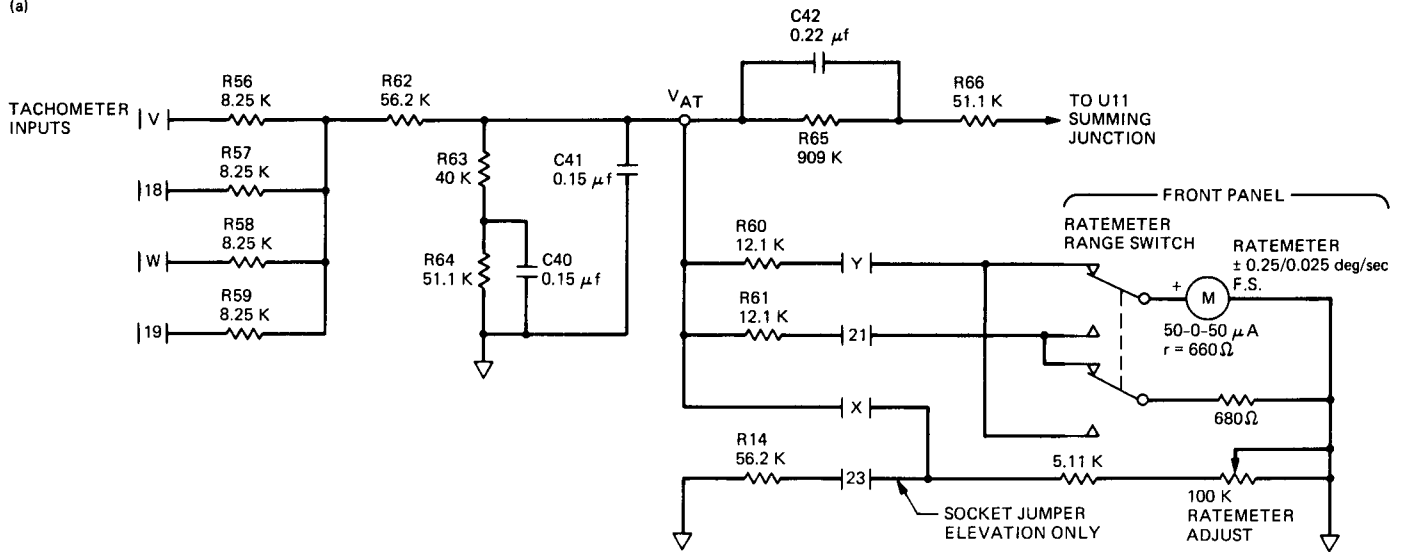 (a)
C42
0.22 μf
R56
8.25 K
R62
56.2 K
R66
51.1 K
TACHOMETER
INPUTS
V
V AT
TO U11
SUMMING
JUNCTION
R65
909 K
R57
8.25 K
18
R63
40 K
C41
0.15 μf
FRONT PANEL
R58
8.25 K
W
R60
12.1 K
Y
RATEMETER
RANGE SWITCH
RATEMETER
± 0.25/0.025 deg/sec
F.S.
R64
51.1 K
C40
0.15 μf
+
M
R59
8.25 K
19
R61
12.1 K
21
50-0-50 μA
r = 660Ω
X
680Ω
R14
56.2 K
23
5.11 K
SOCKET JUMPER
ELEVATION ONLY
100 K
RATEMETER
ADJUST